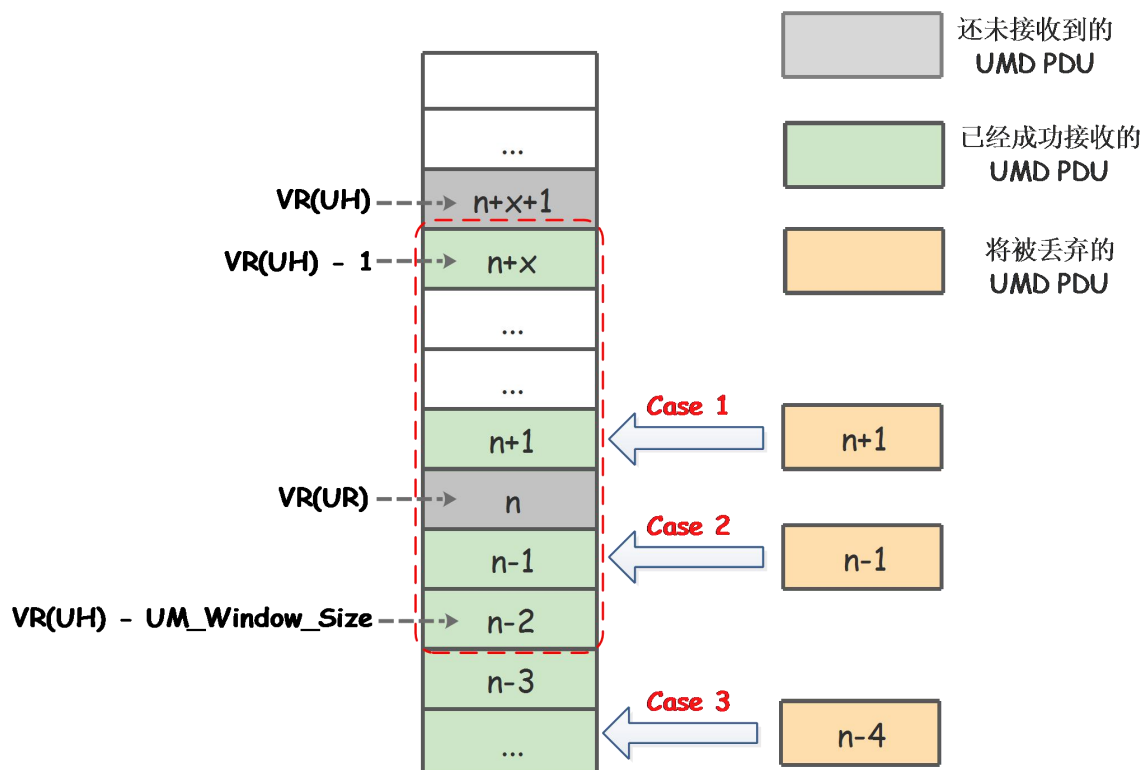 还未接收到的
UMD PDU
...
已经成功接收的
UMD PDU
VR(UH)
n+x+1
VR(UH) - 1
n+x
将被丢弃的
UMD PDU
...
...
Case 1
n+1
n+1
VR(UR)
n
Case 2
n-1
n-1
VR(UH) - UM_Window_Size
n-2
n-3
Case 3
...
n-4